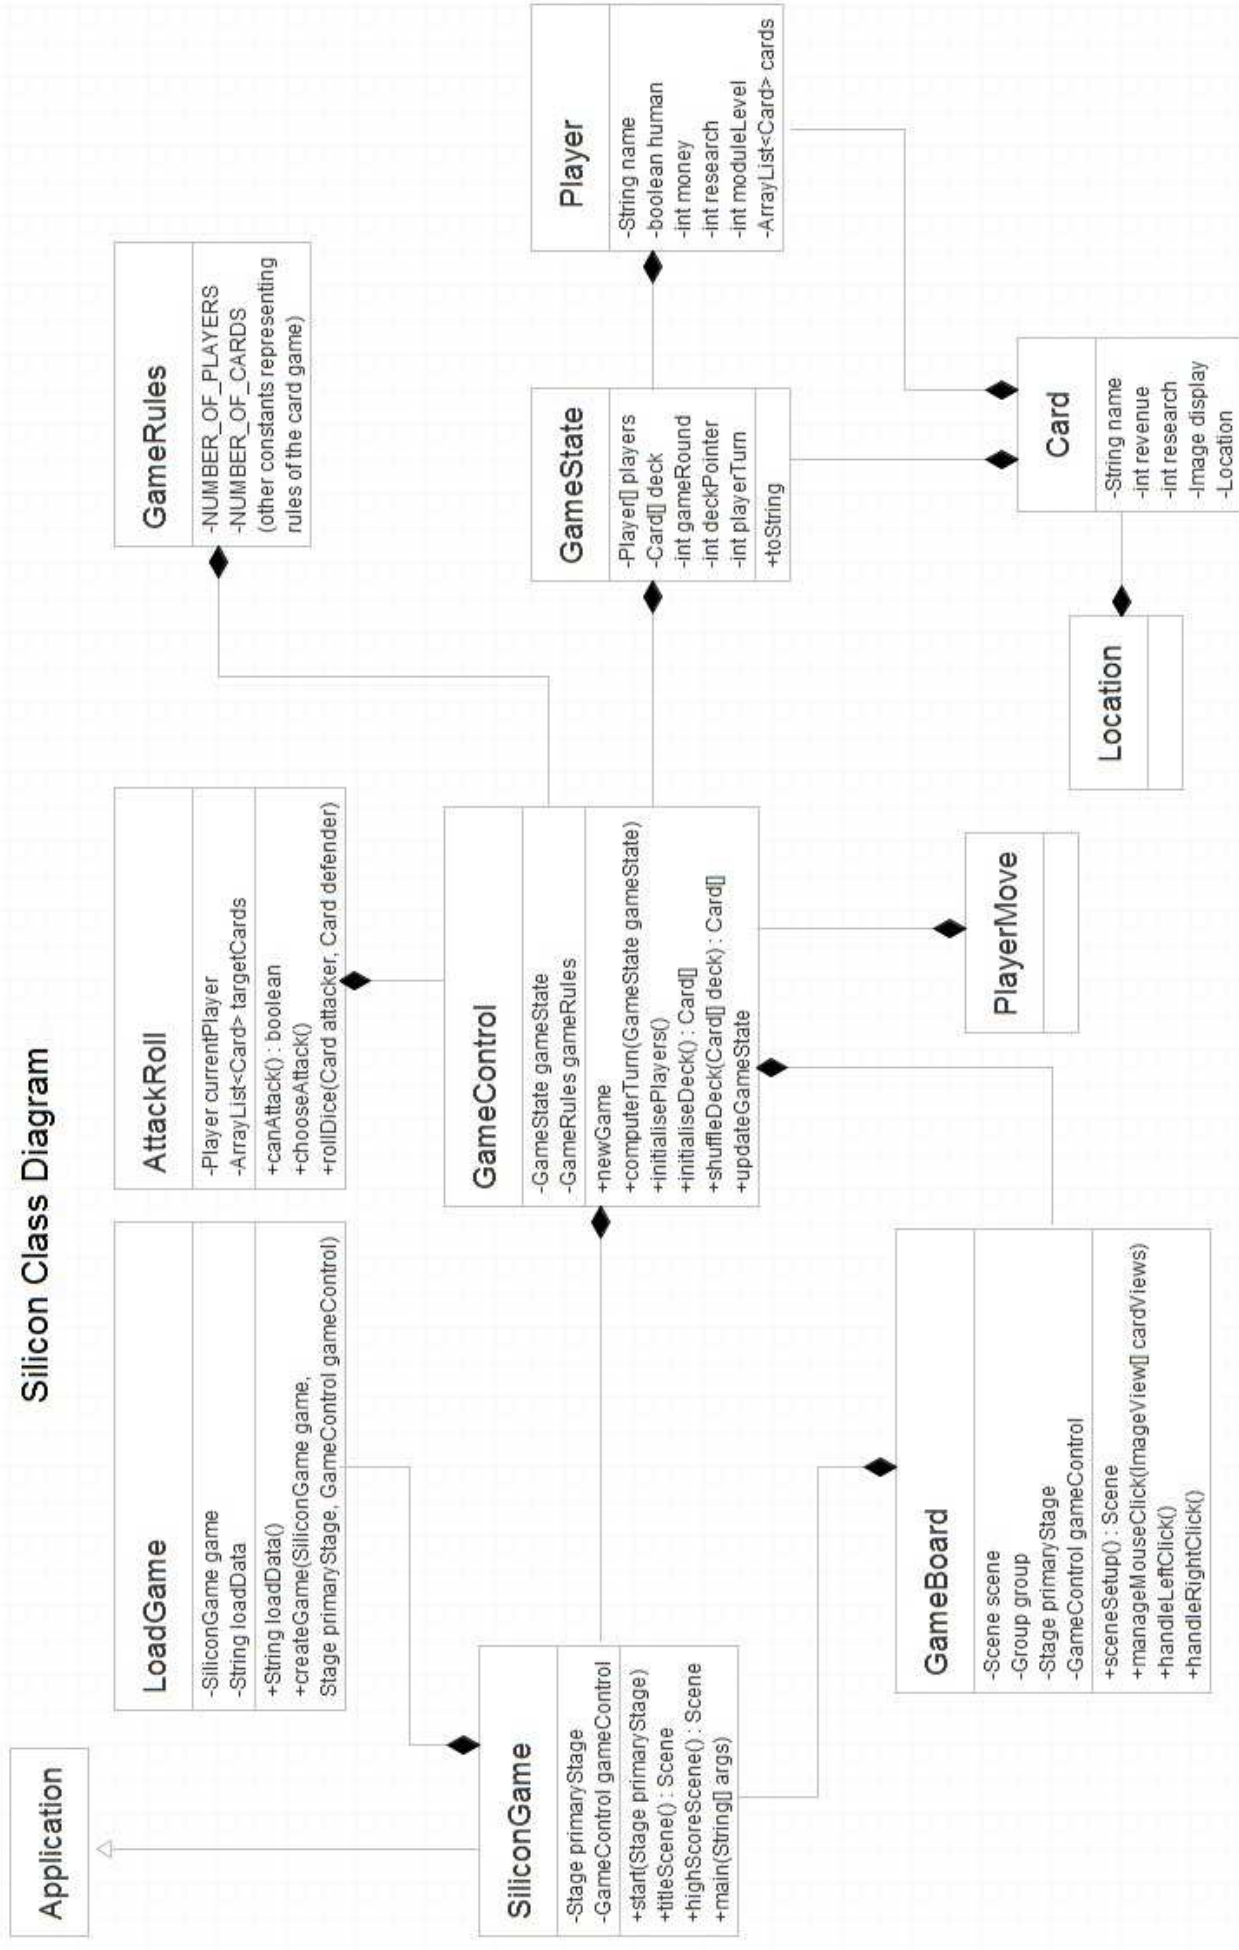 Silicon Class Diagram
Application
LoadGame
-SiliconGame game
-String loadData
+String loadData()
+createGame(SiliconGame game,
Stage primaryStage, GameControl gameControl)
AttackRoll
-Player currentPlayer
-ArrayList<Card> targetCards
+canAttack() : boolean
+chooseAttack()
+rollDice(Card attacker, Card defender)
GameRules
-NUMBER_OF_PLAYERS
-NUMBER_OF_CARDS
(other constants representing
rules of the card game)
SiliconGame
-Stage primaryStage
-GameControl gameControl
+start(Stage primaryStage)
+titleScene() : Scene
+highScoreScene() : Scene
+main(String[] args)
GameControl
-GameState gameState
-GameRules gameRules
+newGame
+computerTurn(GameState gameState)
+initialisePlayers()
+initialiseDeck() : Card[]
+shuffleDeck(Card[] deck) : Card[]
+updateGameState
GameState
-Player[] players
-Card[] deck
-int gameRound
-int deckPointer
-int playerTurn
+toString
Player
-String name
-boolean human
-int money
-int research
-int moduleLevel
-ArrayList<Card> cards
GameBoard
-Scene scene
-Group group
-Stage primaryStage
-GameControl gameControl
+sceneSetup() : Scene
+manageMouseClick(ImageView[] cardViews)
+handleLeftClick()
+handleRightClick()
PlayerMove
Location
Card
-String name
-int revenue
-int research
-Image display
-Location